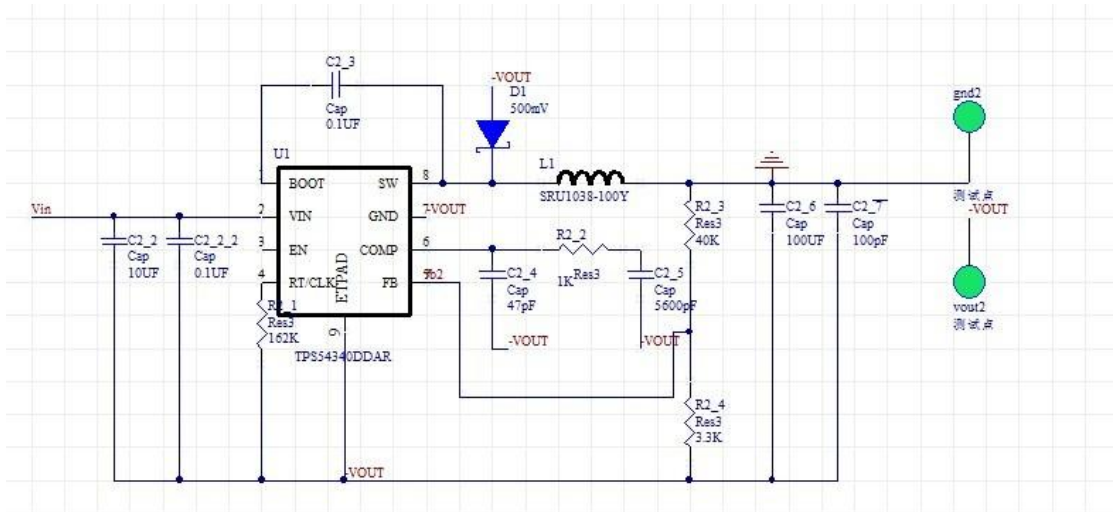 C2_3
Cap
0.1UF
-VOUT
D1
500mV
gnd2
测试点
U1
1
BOOT
SW
8
L1
SRU1038-100Y
Vin
2
VIN
GND
7
-VOUT
3
EN
COMP
6
4
RT/CLK
FB
fb2
ETPAD
9
TPS54340DDAR
C2_2
Cap
10UF
C2_2_2
Cap
0.1UF
R2_1
Res3
162K
R2_2
1K
Res3
C2_4
Cap
47pF
-VOUT
C2_5
Cap
5600pF
-VOUT
R2_3
Res3
40K
C2_6
Cap
100UF
C2_7
Cap
100pF
-VOUT
vout2
测试点
R2_4
Res3
3.3K
-VOUT